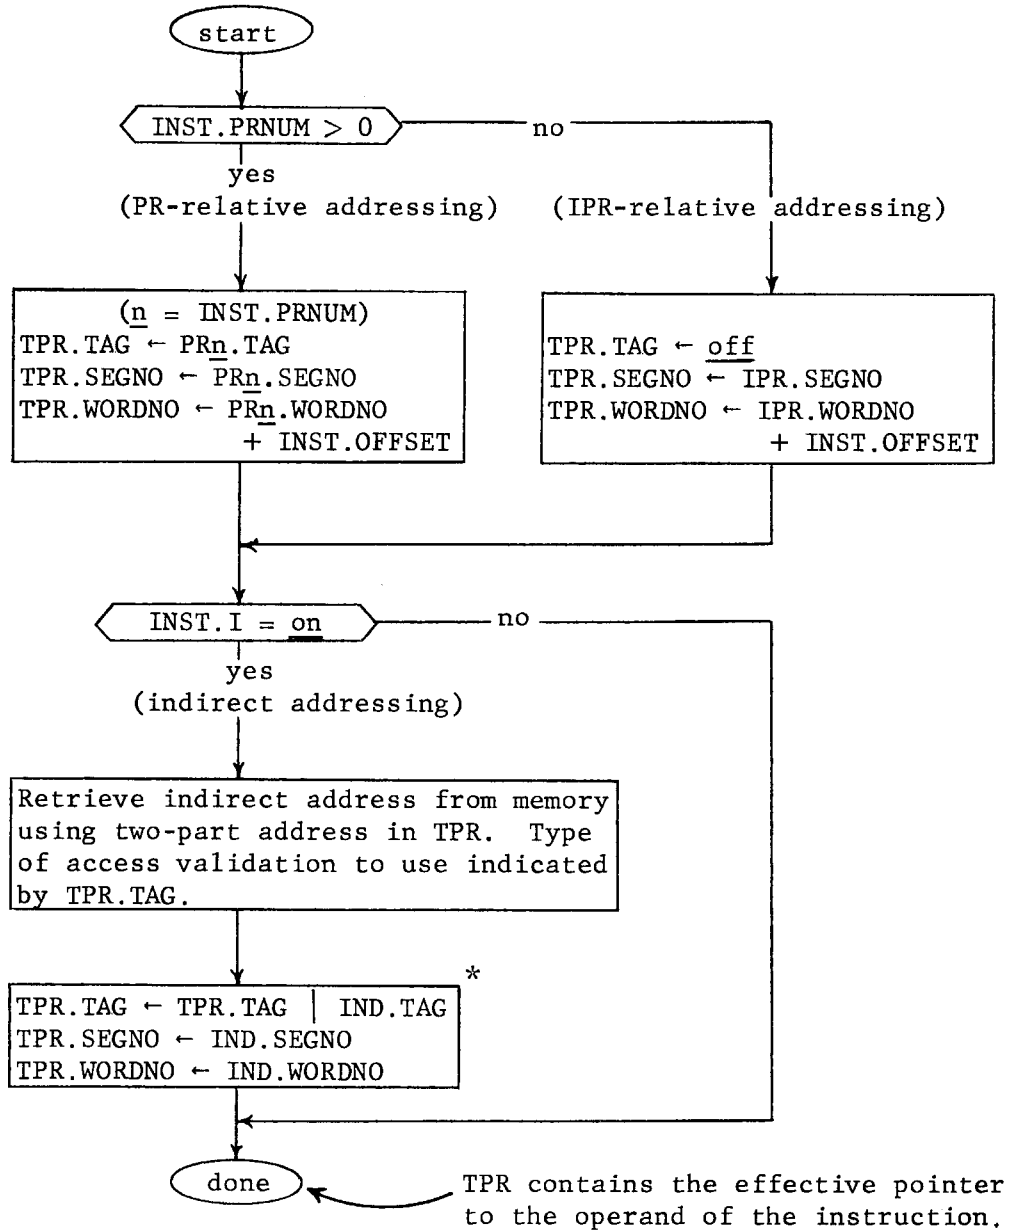 start
INST.PRNUM > 0
no
yes
(PR-relative addressing)
(IPR-relative addressing)
(n = INST.PRNUM)
TPR.TAG ← PRn.TAG
TPR.SEGNO ← PRn.SEGNO
TPR.WORDNO ← PRn.WORDNO
+ INST.OFFSET
TPR.TAG ← off
TPR.SEGNO ← IPR.SEGNO
TPR.WORDNO ← IPR.WORDNO
+ INST.OFFSET
INST.I = on
no
yes
(indirect addressing)
Retrieve indirect address from memory
using two-part address in TPR. Type
of access validation to use indicated
by TPR.TAG.
*
TPR.TAG ← TPR.TAG | IND.TAG
TPR.SEGNO ← IND.SEGNO
TPR.WORDNO ← IND.WORDNO
done
TPR contains the effective pointer
to the operand of the instruction.